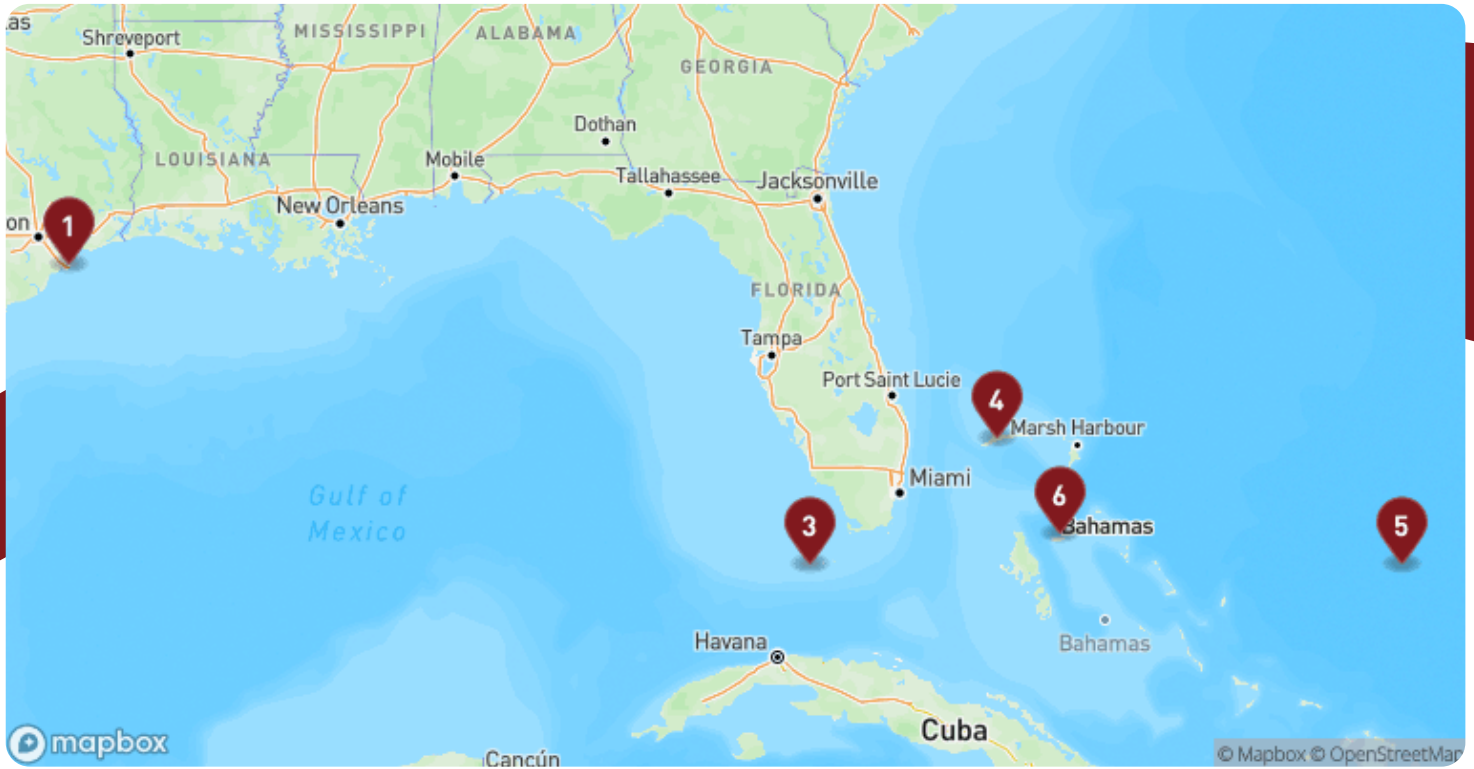 as
Shreveport
MISSISSIPPI
ALABAMA
GEORGIA
Dothan
LOUISIANA
Mobile
Tallahassee
Jacksonville
New Orleans
on
1
FLORIDA
Tampa
Port Saint Lucie
4
Marsh Harbour
Miami
Gulf of
Mexico
3
6
Bahamas
5
Havana
Bahamas
Cuba
mapbox
Cancún
© Mapbox © OpenStreetMap